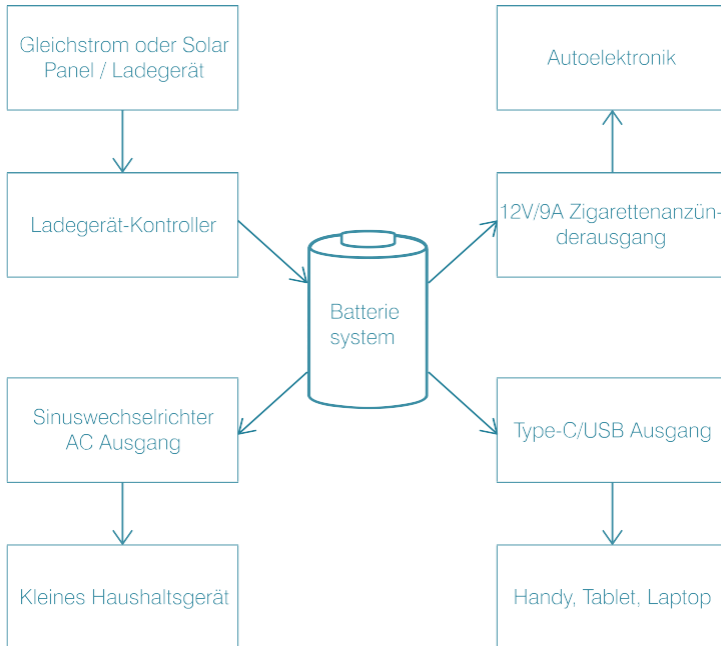 Gleichstrom oder Solar
Panel / Ladegerät
Autoelektronik
Ladegerät-Kontroller
12V/9A Zigarettenanzün-
derausgang
Batterie
system
Sinuswechselrichter
AC Ausgang
Type-C/USB Ausgang
Kleines Haushaltsgerät
Handy, Tablet, Laptop